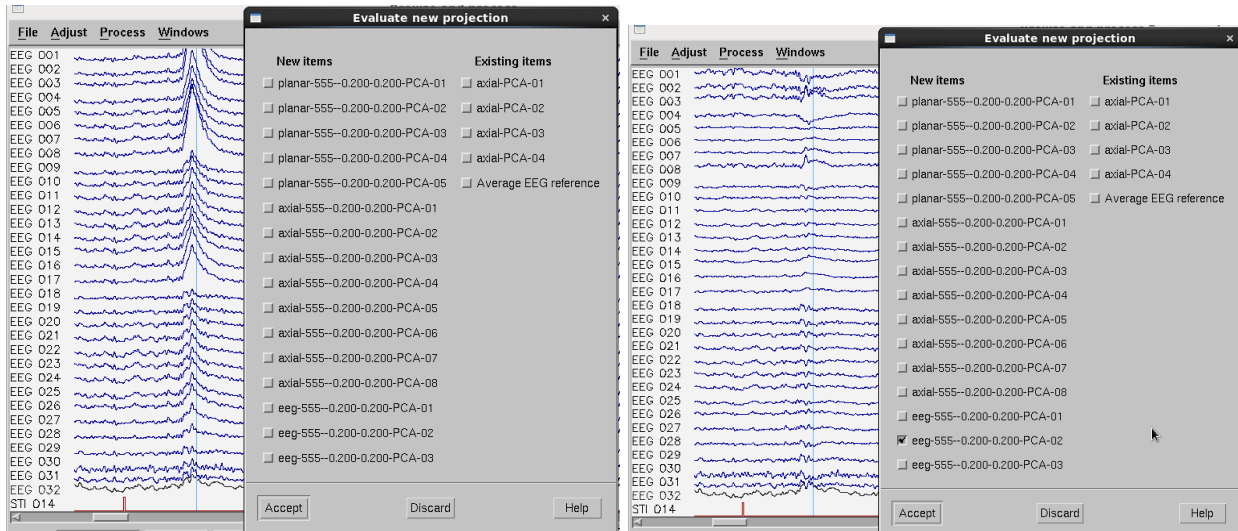 Evaluate new projection
File Adjust Process Windows
New items Existing items
EEG 001
EEG 002
EEG 003
EEG 004
EEG 005
EEG 006
EEG 007
EEG 008
EEG 009
EEG 010
EEG 011
EEG 012
EEG 013
EEG 014
EEG 015
EEG 016
EEG 017
EEG 018
EEG 019
EEG 020
EEG 021
EEG 022
EEG 023
EEG 024
EEG 025
EEG 026
EEG 027
EEG 028
EEG 029
EEG 030
EEG 031
EEG 032
STI 014
planar-555--0.200-0.200-PCA-01 axial-PCA-01
planar-555--0.200-0.200-PCA-02 axial-PCA-02
planar-555--0.200-0.200-PCA-03 axial-PCA-03
planar-555--0.200-0.200-PCA-04 axial-PCA-04
planar-555--0.200-0.200-PCA-05 Average EEG reference
axial-555--0.200-0.200-PCA-01
axial-555--0.200-0.200-PCA-02
axial-555--0.200-0.200-PCA-03
axial-555--0.200-0.200-PCA-04
axial-555--0.200-0.200-PCA-05
axial-555--0.200-0.200-PCA-06
axial-555--0.200-0.200-PCA-07
axial-555--0.200-0.200-PCA-08
eeg-555--0.200-0.200-PCA-01
eeg-555--0.200-0.200-PCA-02
eeg-555--0.200-0.200-PCA-03
Accept Discard Help
Evaluate new projection
File Adjust Process Windows
New items Existing items
EEG 001
EEG 002
EEG 003
EEG 004
EEG 005
EEG 006
EEG 007
EEG 008
EEG 009
EEG 010
EEG 011
EEG 012
EEG 013
EEG 014
EEG 015
EEG 016
EEG 017
EEG 018
EEG 019
EEG 020
EEG 021
EEG 022
EEG 023
EEG 024
EEG 025
EEG 026
EEG 027
EEG 028
EEG 029
EEG 030
EEG 031
EEG 032
STI 014
planar-555--0.200-0.200-PCA-01 axial-PCA-01
planar-555--0.200-0.200-PCA-02 axial-PCA-02
planar-555--0.200-0.200-PCA-03 axial-PCA-03
planar-555--0.200-0.200-PCA-04 axial-PCA-04
planar-555--0.200-0.200-PCA-05 Average EEG reference
axial-555--0.200-0.200-PCA-01
axial-555--0.200-0.200-PCA-02
axial-555--0.200-0.200-PCA-03
axial-555--0.200-0.200-PCA-04
axial-555--0.200-0.200-PCA-05
axial-555--0.200-0.200-PCA-06
axial-555--0.200-0.200-PCA-07
axial-555--0.200-0.200-PCA-08
eeg-555--0.200-0.200-PCA-01
eeg-555--0.200-0.200-PCA-02
eeg-555--0.200-0.200-PCA-03
Accept Discard Help